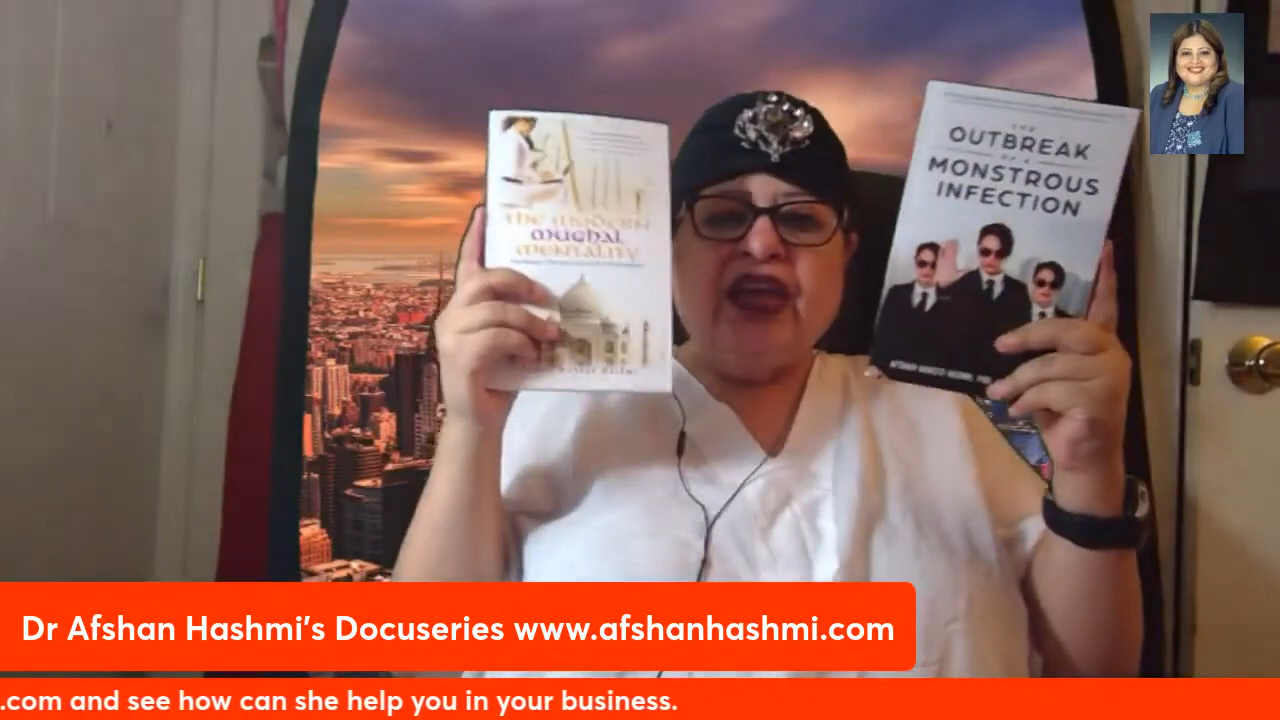 THE MODERN
MUGHAL
MENTALITY
THE
OUTBREAK
OF A
MONSTROUS
INFECTION
Dr Afshan Hashmi's Docuseries www.afshanhashmi.com
.com and see how can she help you in your business.